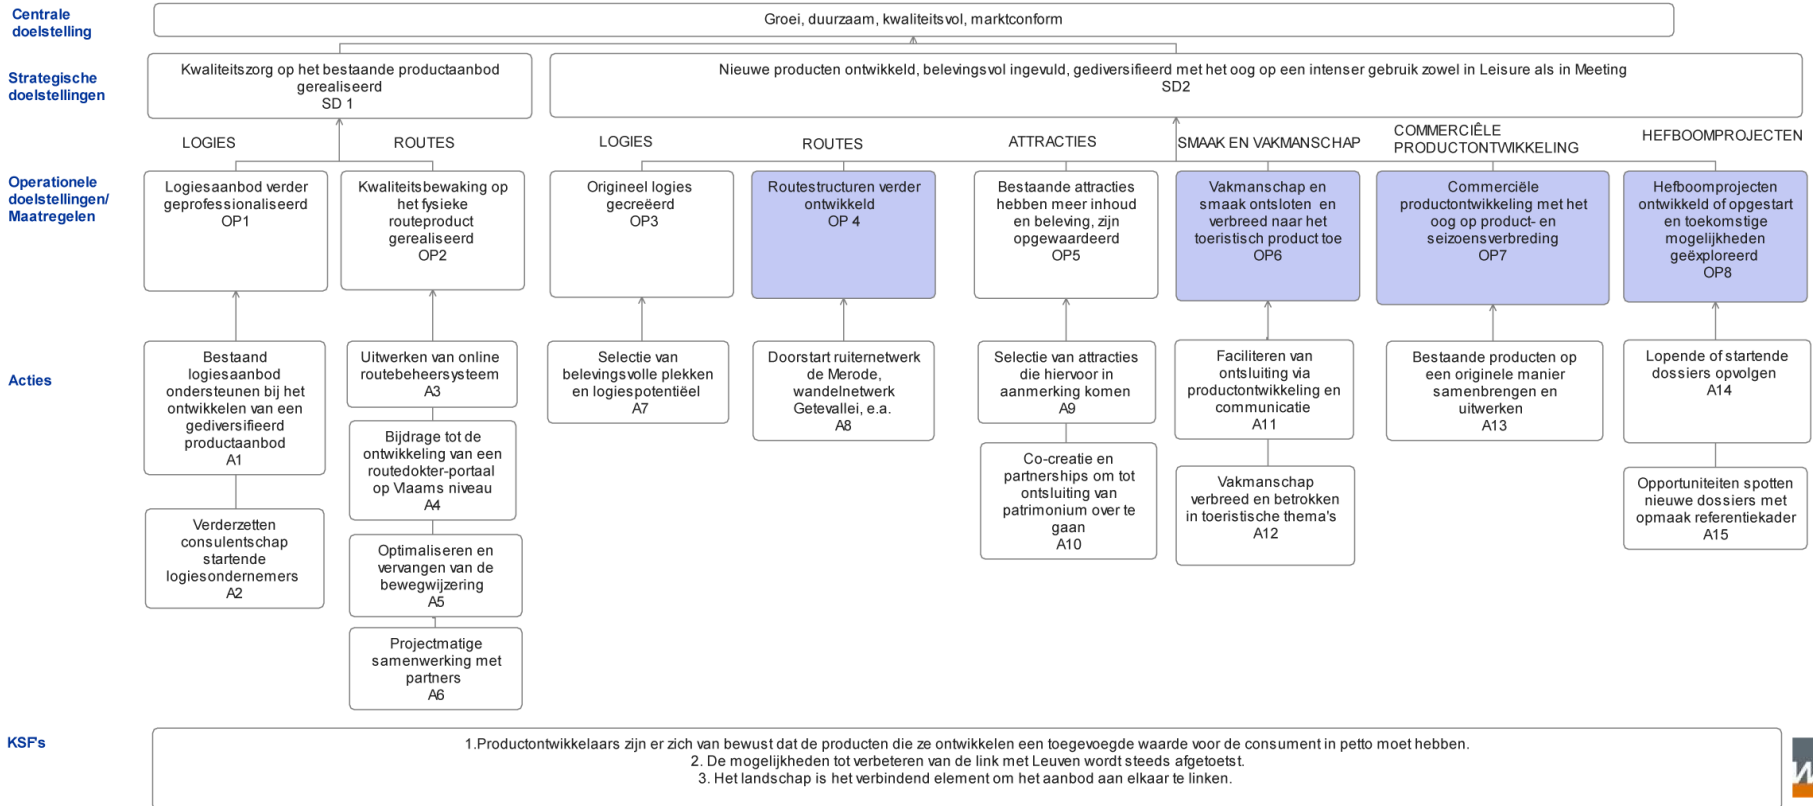 Centrale
doelstelling
Groei, duurzaam, kwaliteitsvol, marktconform
Strategische
doelstellingen
Kwaliteitszorg op het bestaande productaanbod
gerealiseerd
SD 1
Nieuwe producten ontwikkeld, belevingsvol ingevuld, gediversifieerd met het oog op een intenser gebruik zowel in Leisure als in Meeting
SD2
LOGIES
ROUTES
LOGIES
ROUTES
ATTRACTIES
SMAAK EN VAKMANSCHAP
COMMERCIÊLE
PRODUCTONTWIKKELING
HEFBOOMPROJECTEN
Operationele
doelstellingen/
Maatregelen
Logiesaanbod verder
geprofessionaliseerd
OP1
Kwaliteitsbewaking op
het fysieke
routeproduct
gerealiseerd
OP2
Origineel logies
gecreëerd
OP3
Routestructuren verder
ontwikkeld
OP 4
Bestaande attracties
hebben meer inhoud
en beleving, zijn
opgewaardeerd
OP5
Vakmanschap en
smaak ontsloten en
verbreed naar het
toeristisch product toe
OP6
Commerciële
productontwikkeling met het
oog op product- en
seizoensverbreding
OP7
Hefboomprojecten
ontwikkeld of opgestart
en toekomstige
mogelijkheden
geëxploreerd
OP8
Acties
Bestaand
logiesaanbod
ondersteunen bij het
ontwikkelen van een
gediversifieerd
productaanbod
A1
Verderzetten
consulentschap
startende
logiesondernemers
A2
Uitwerken van online
routebeheersysteem
A3
Bijdrage tot de
ontwikkeling van een
routedokter-portaal
op Vlaams niveau
A4
Optimaliseren en
vervangen van de
bewegwijzering
A5
Projectmatige
samenwerking met
partners
A6
Selectie van
belevingsvolle plekken
en logiespotentiëel
A7
Doorstart ruiternetwerk
de Merode,
wandelnetwerk
Getevallei, e.a.
A8
Selectie van attracties
die hiervoor in
aanmerking komen
A9
Co-creatie en
partnerships om tot
ontsluiting van
patrimonium over te
gaan
A10
Faciliteren van
ontsluiting via
productontwikkeling en
communicatie
A11
Vakmanschap
verbreed en betrokken
in toeristische thema's
A12
Bestaande producten op
een originele manier
samenbrengen en
uitwerken
A13
Lopende of startende
dossiers opvolgen
A14
Opportuniteiten spotten
nieuwe dossiers met
opmaak referentiekader
A15
KSF's
1.Productontwikkelaars zijn er zich van bewust dat de producten die ze ontwikkelen een toegevoegde waarde voor de consument in petto moet hebben.
2. De mogelijkheden tot verbeteren van de link met Leuven wordt steeds afgetoetst.
3. Het landschap is het verbindend element om het aanbod aan elkaar te linken.